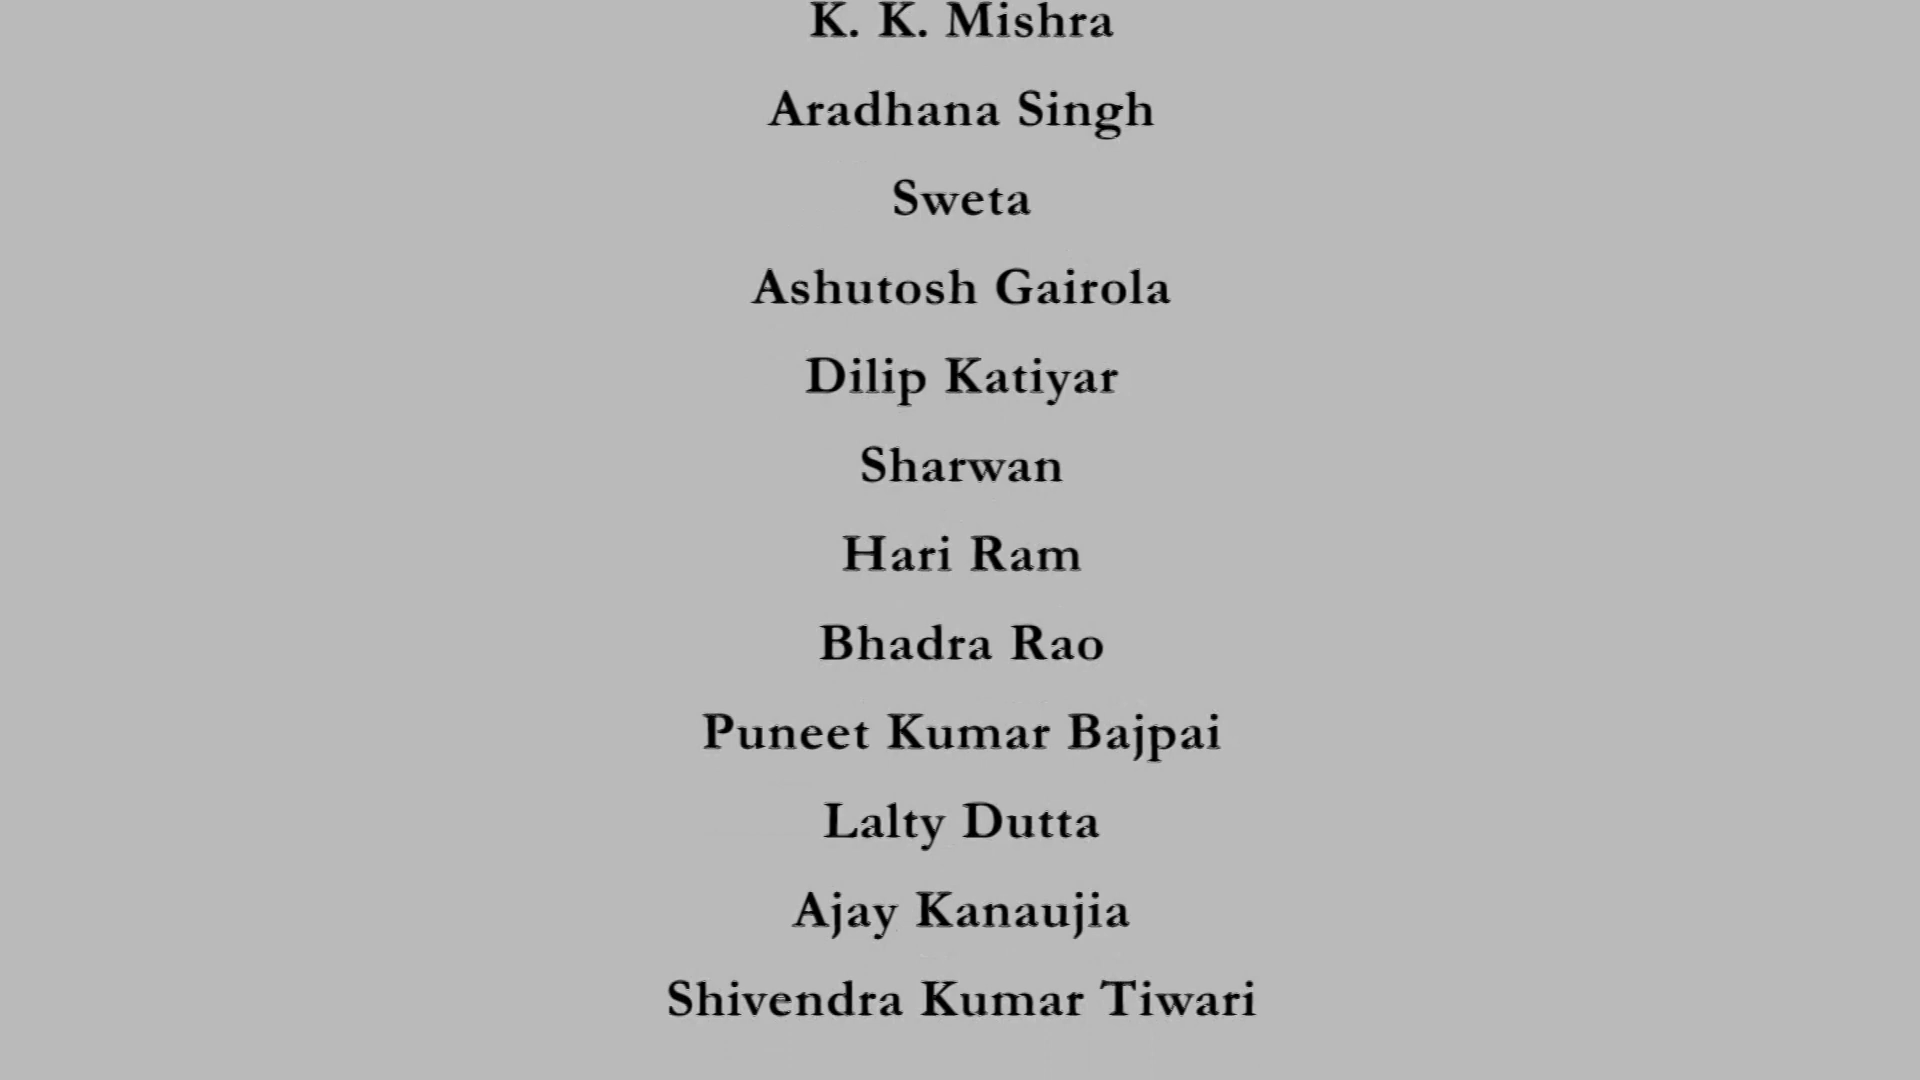 K. K. Mishra
Aradhana Singh
Sweta
Ashutosh Gairola
Dilip Katiyar
Sharwan
Hari Ram
Bhadra Rao
Puneet Kumar Bajpai
Lalty Dutta
Ajay Kanaujia
Shivendra Kumar Tiwari